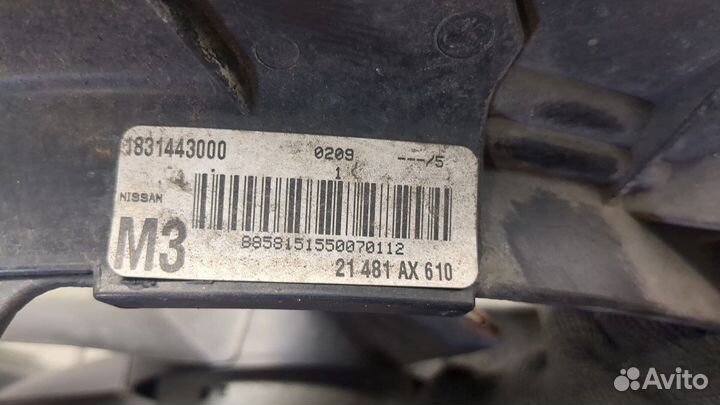 1831443000 0209 ---/5
1
NISSAN
M3
8858151550070112
21 481 AX 610
Avito